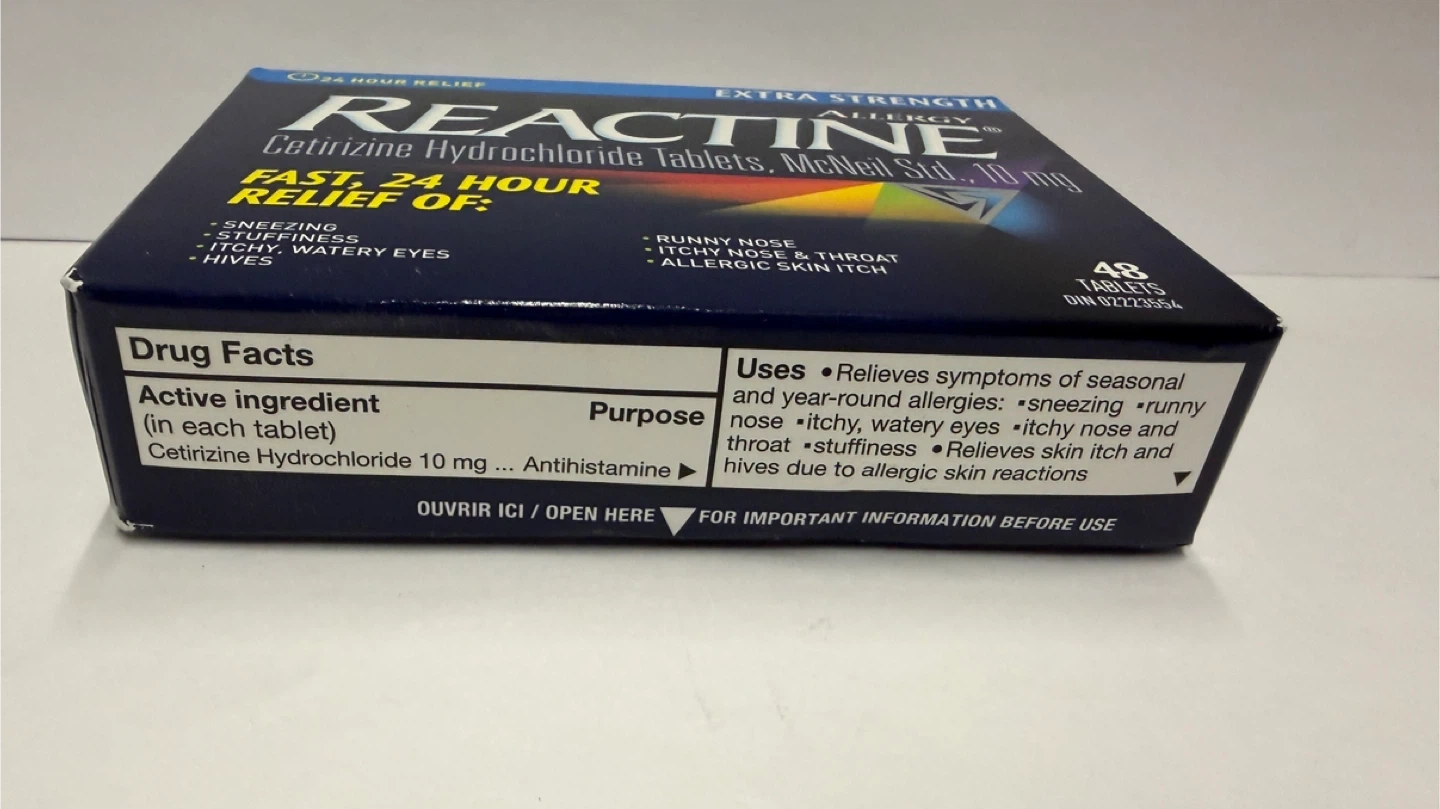 24 HOUR RELIEF
EXTRA STRENGTH
ALLERGY
REACTINE®
Cetirizine Hydrochloride Tablets, McNeil Std., 10 mg
FAST, 24 HOUR
RELIEF OF:
• SNEEZING
• STUFFINESS
• ITCHY, WATERY EYES
• HIVES
• RUNNY NOSE
• ITCHY NOSE & THROAT
• ALLERGIC SKIN ITCH
48
TABLETS
DIN 02223554
Drug Facts
Active ingredient Purpose
(in each tablet)
Cetirizine Hydrochloride 10 mg ... Antihistamine ▶
Uses • Relieves symptoms of seasonal
and year-round allergies: ▪sneezing ▪runny
nose ▪itchy, watery eyes ▪itchy nose and
throat ▪stuffiness • Relieves skin itch and
hives due to allergic skin reactions ▼
OUVRIR ICI / OPEN HERE ▼ FOR IMPORTANT INFORMATION BEFORE USE